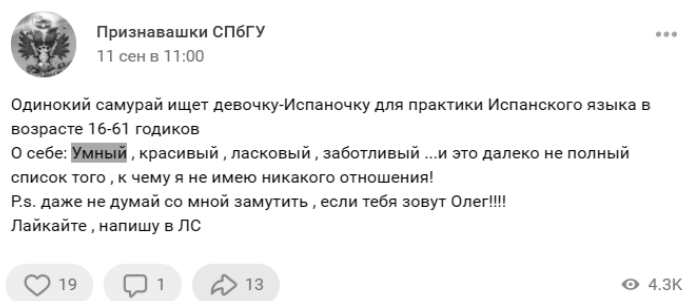 Признавашки СПбГУ
11 сен в 11:00
Одинокий самурай ищет девочку-Испаночку для практики Испанского языка в
возрасте 16-61 годиков
О себе: Умный , красивый , ласковый , заботливый ...и это далеко не полный
список того , к чему я не имею никакого отношения!
P.s. даже не думай со мной замутить , если тебя зовут Олег!!!!
Лайкайте , напишу в ЛС
19 1 13 4.3K